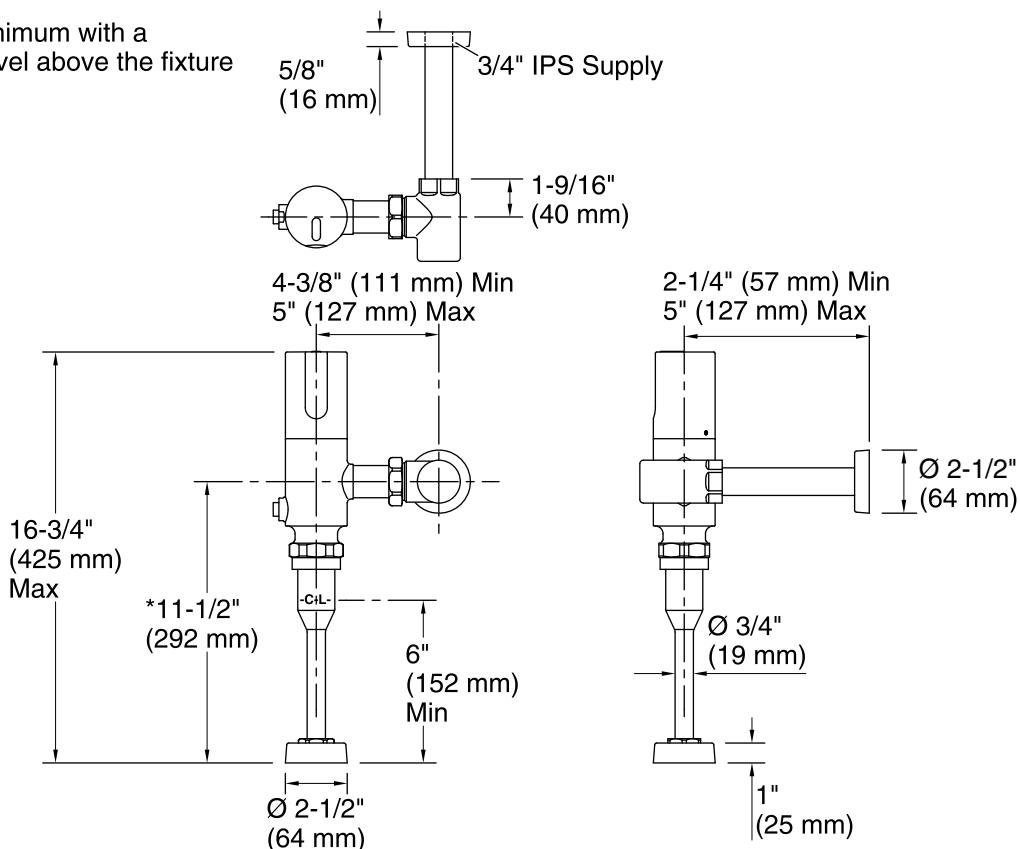 with a
above the fixture
5/8"
(16 mm)
3/4" IPS Supply
1-9/16"
(40 mm)
4-3/8" (111 mm) Min
5" (127 mm) Max
2-1/4" (57 mm) Min
5" (127 mm) Max
Ø 2-1/2"
(64 mm)
16-3/4"
(425 mm)
Max
*11-1/2"
(292 mm)
-C+L-
6"
(152 mm)
Min
Ø 3/4"
(19 mm)
Ø 2-1/2"
(64 mm)
1"
(25 mm)